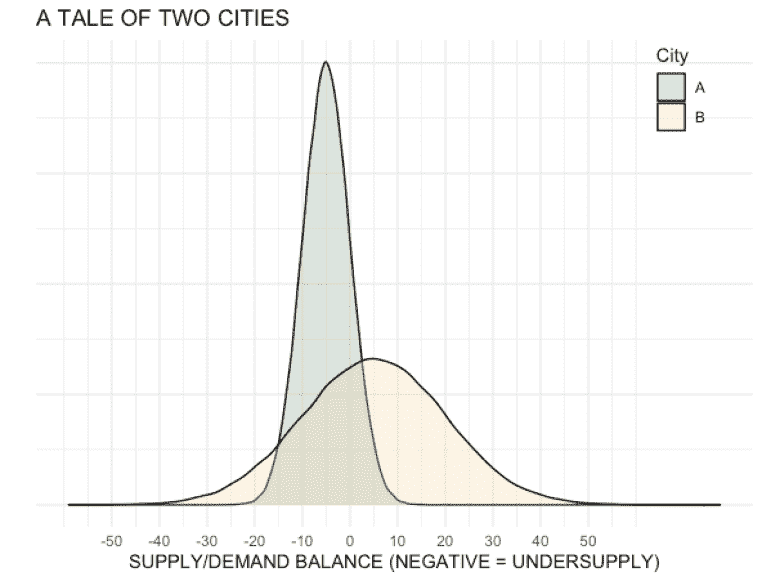 A TALE OF TWO CITIES
City
A
B
-50 -40 -30 -20 -10 0 10 20 30 40 50
SUPPLY/DEMAND BALANCE (NEGATIVE = UNDERSUPPLY)